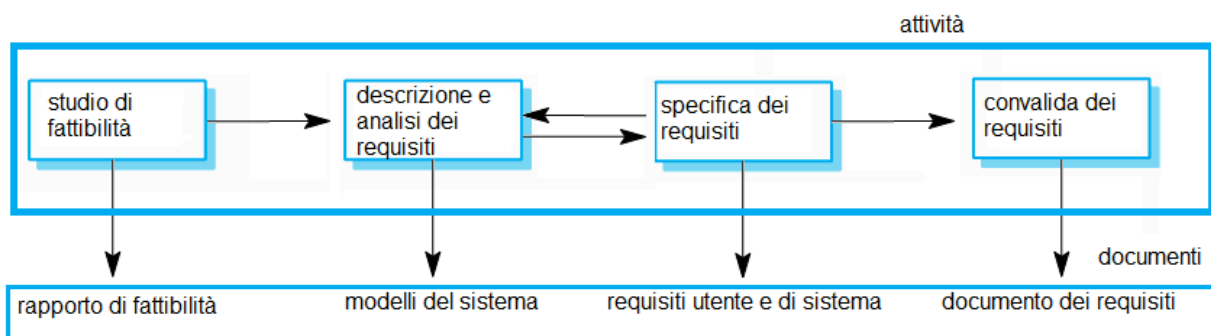 attività
studio di
fattibilità
descrizione e
analisi dei
requisiti
specifica dei
requisiti
convalida dei
requisiti
documenti
rapporto di fattibilità
modelli del sistema
requisiti utente e di sistema
documento dei requisiti